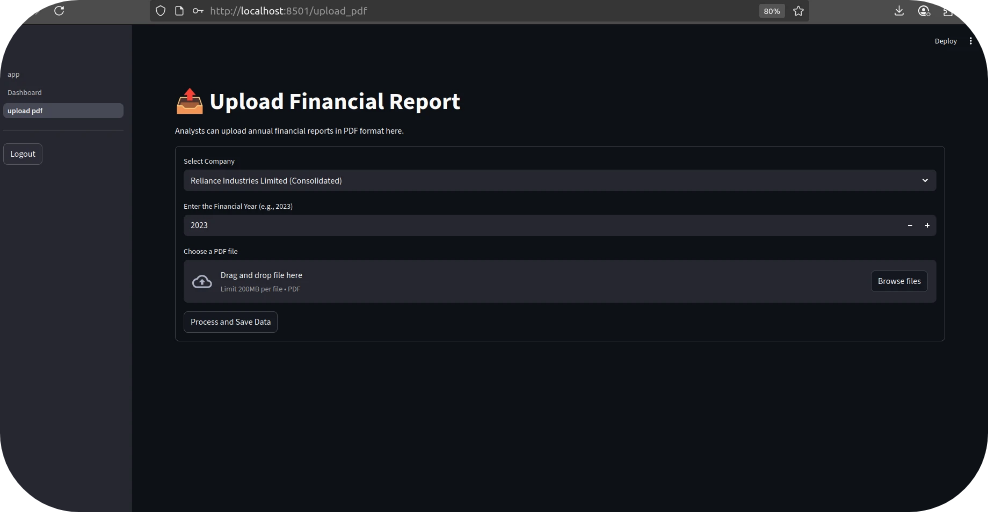 http://localhost:8501/upload_pdf
80%
Deploy
app
Dashboard
upload pdf
Logout
Upload Financial Report
Analysts can upload annual financial reports in PDF format here.
Select Company
Reliance Industries Limited (Consolidated)
Enter the Financial Year (e.g., 2023)
2023
Choose a PDF file
Drag and drop file here
Limit 200MB per file • PDF
Browse files
Process and Save Data